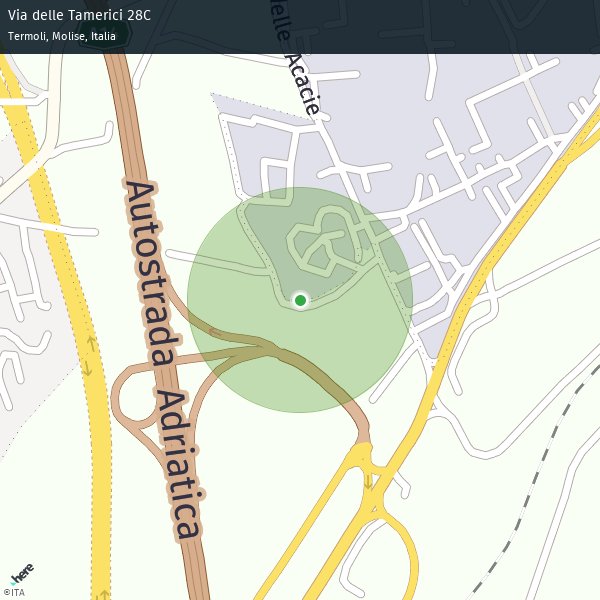 Via delle Tamerici 28C
Termoli, Molise, Italia
delle Acacie
Autostrada Adriatica
here
©ITA